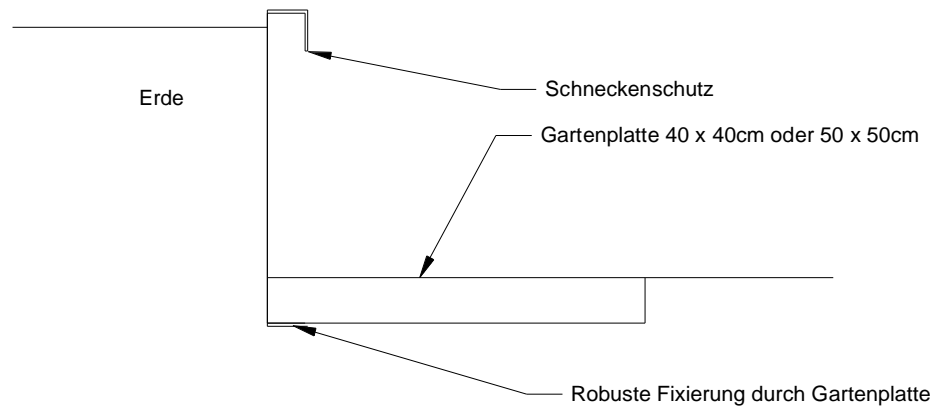 Schneckenschutz
Erde
Gartenplatte 40 x 40cm oder 50 x 50cm
Robuste Fixierung durch Gartenplatte